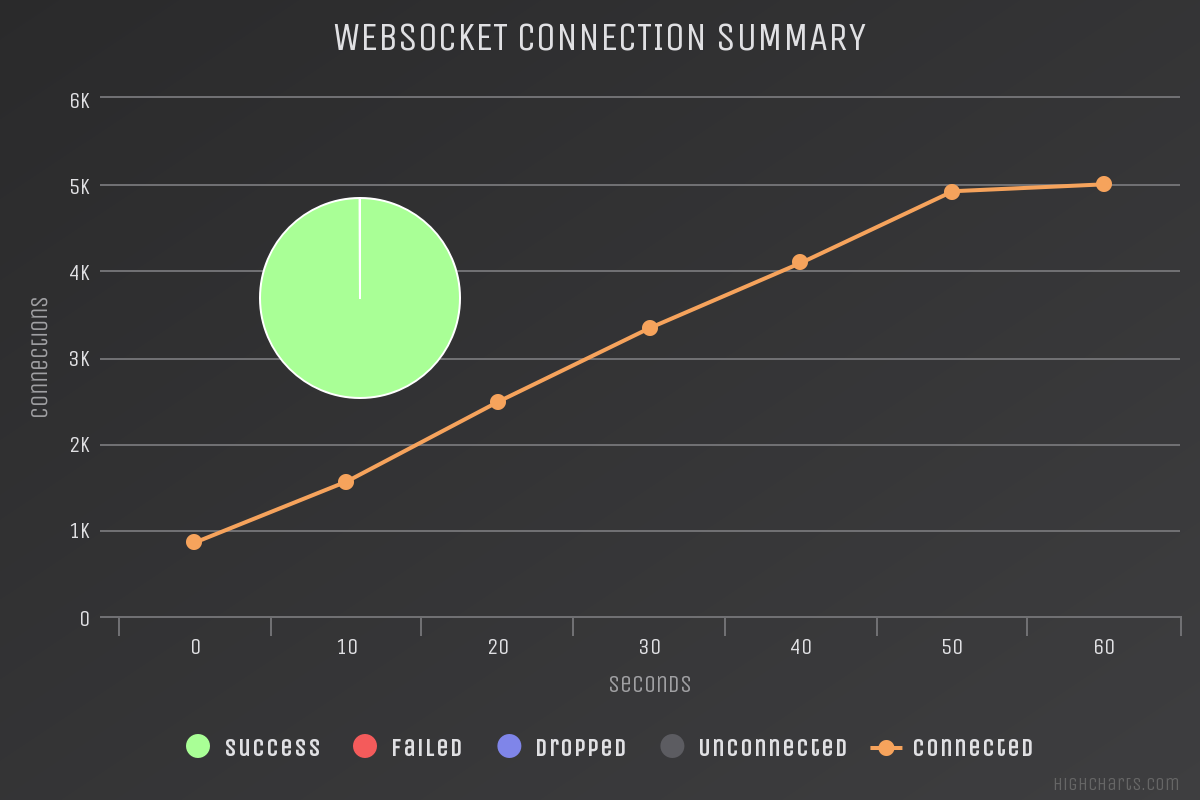 WEBSOCKET CONNECTION SUMMARY
6K
5K
4K
3K
2K
1K
0
connections
0 10 20 30 40 50 60
seconds
success failed dropped unconnected connected
Highcharts.com